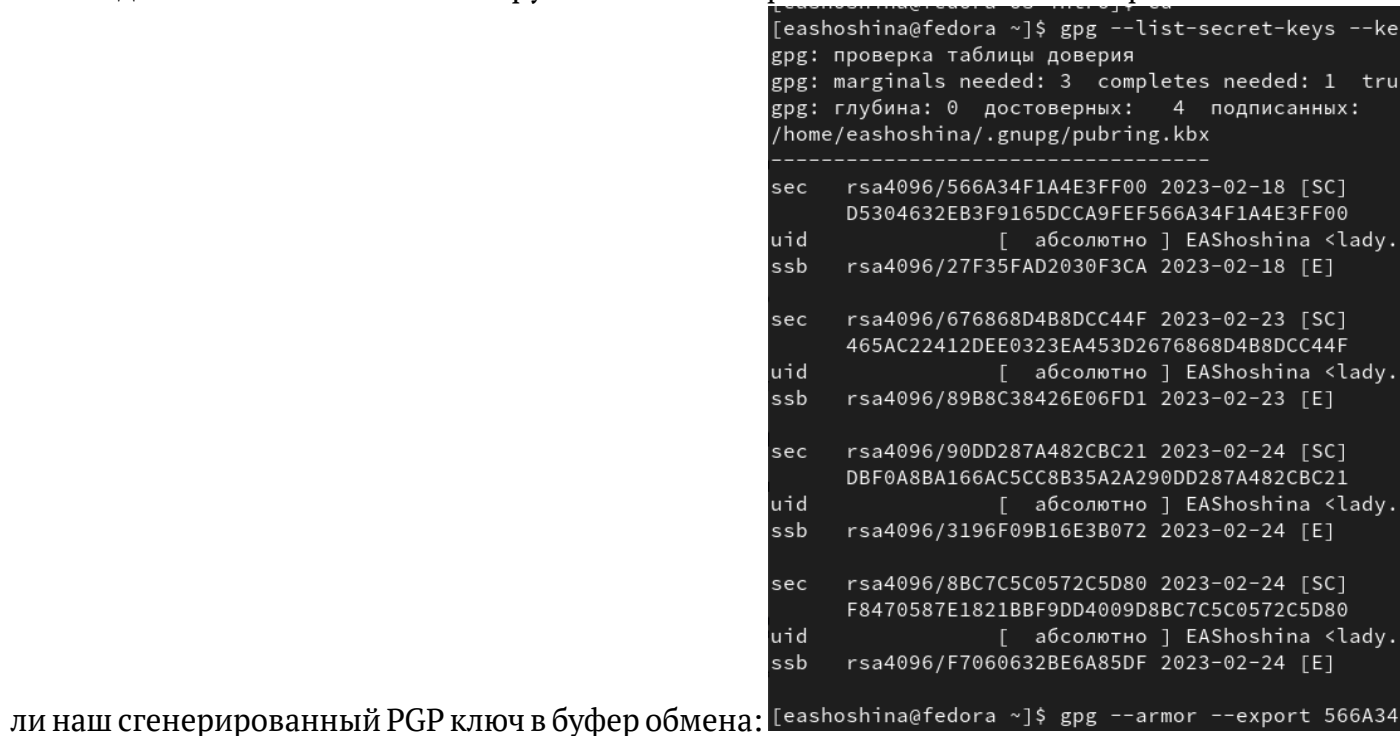 [eashoshina@fedora ~]$ gpg --list-secret-keys --ke
gpg: проверка таблицы доверия
gpg: marginals needed: 3  completes needed: 1  tru
gpg: глубина: 0  достоверных:   4  подписанных:
/home/eashoshina/.gnupg/pubring.kbx
-----------------------------------
sec   rsa4096/566A34F1A4E3FF00 2023-02-18 [SC]
      D5304632EB3F9165DCCA9FEF566A34F1A4E3FF00
uid               [  абсолютно ] EAShoshina <lady.
ssb   rsa4096/27F35FAD2030F3CA 2023-02-18 [E]
sec   rsa4096/676868D4B8DCC44F 2023-02-23 [SC]
      465AC22412DEE0323EA453D2676868D4B8DCC44F
uid               [  абсолютно ] EAShoshina <lady.
ssb   rsa4096/89B8C38426E06FD1 2023-02-23 [E]
sec   rsa4096/90DD287A482CBC21 2023-02-24 [SC]
      DBF0A8BA166AC5CC8B35A2A290DD287A482CBC21
uid               [  абсолютно ] EAShoshina <lady.
ssb   rsa4096/3196F09B16E3B072 2023-02-24 [E]
sec   rsa4096/8BC7C5C0572C5D80 2023-02-24 [SC]
      F8470587E1821BBF9DD4009D8BC7C5C0572C5D80
uid               [  абсолютно ] EAShoshina <lady.
ssb   rsa4096/F7060632BE6A85DF 2023-02-24 [E]
ли наш сгенерированный PGP ключ в буфер обмена: [eashoshina@fedora ~]$ gpg --armor --export 566A34